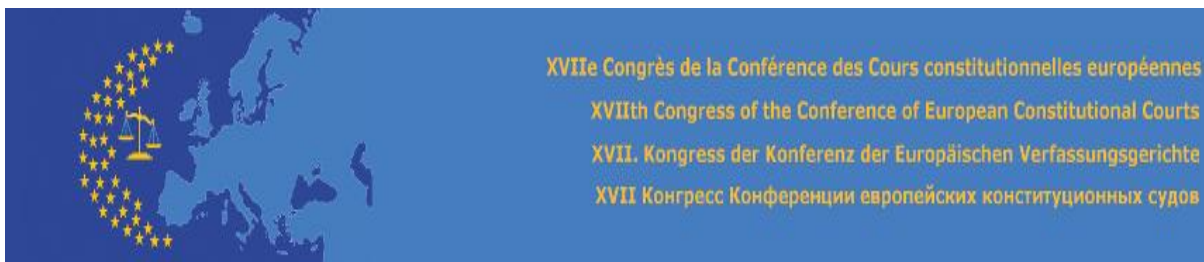 XVIIe Congrès de la Conférence des Cours constitutionnelles européennes
XVIIth Congress of the Conference of European Constitutional Courts
XVII. Kongress der Konferenz der Europäischen Verfassungsgerichte
XVII Конгресс Конференции европейских конституционных судов